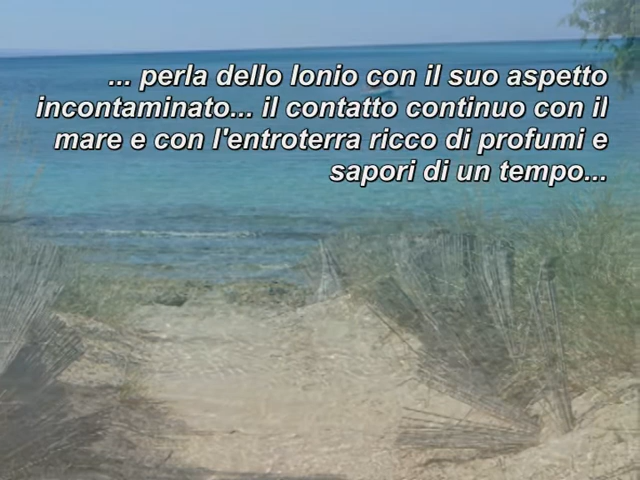 ... perla dello Ionio con il suo aspetto
incontaminato... il contatto continuo con il
mare e con l'entroterra ricco di profumi e
sapori di un tempo...